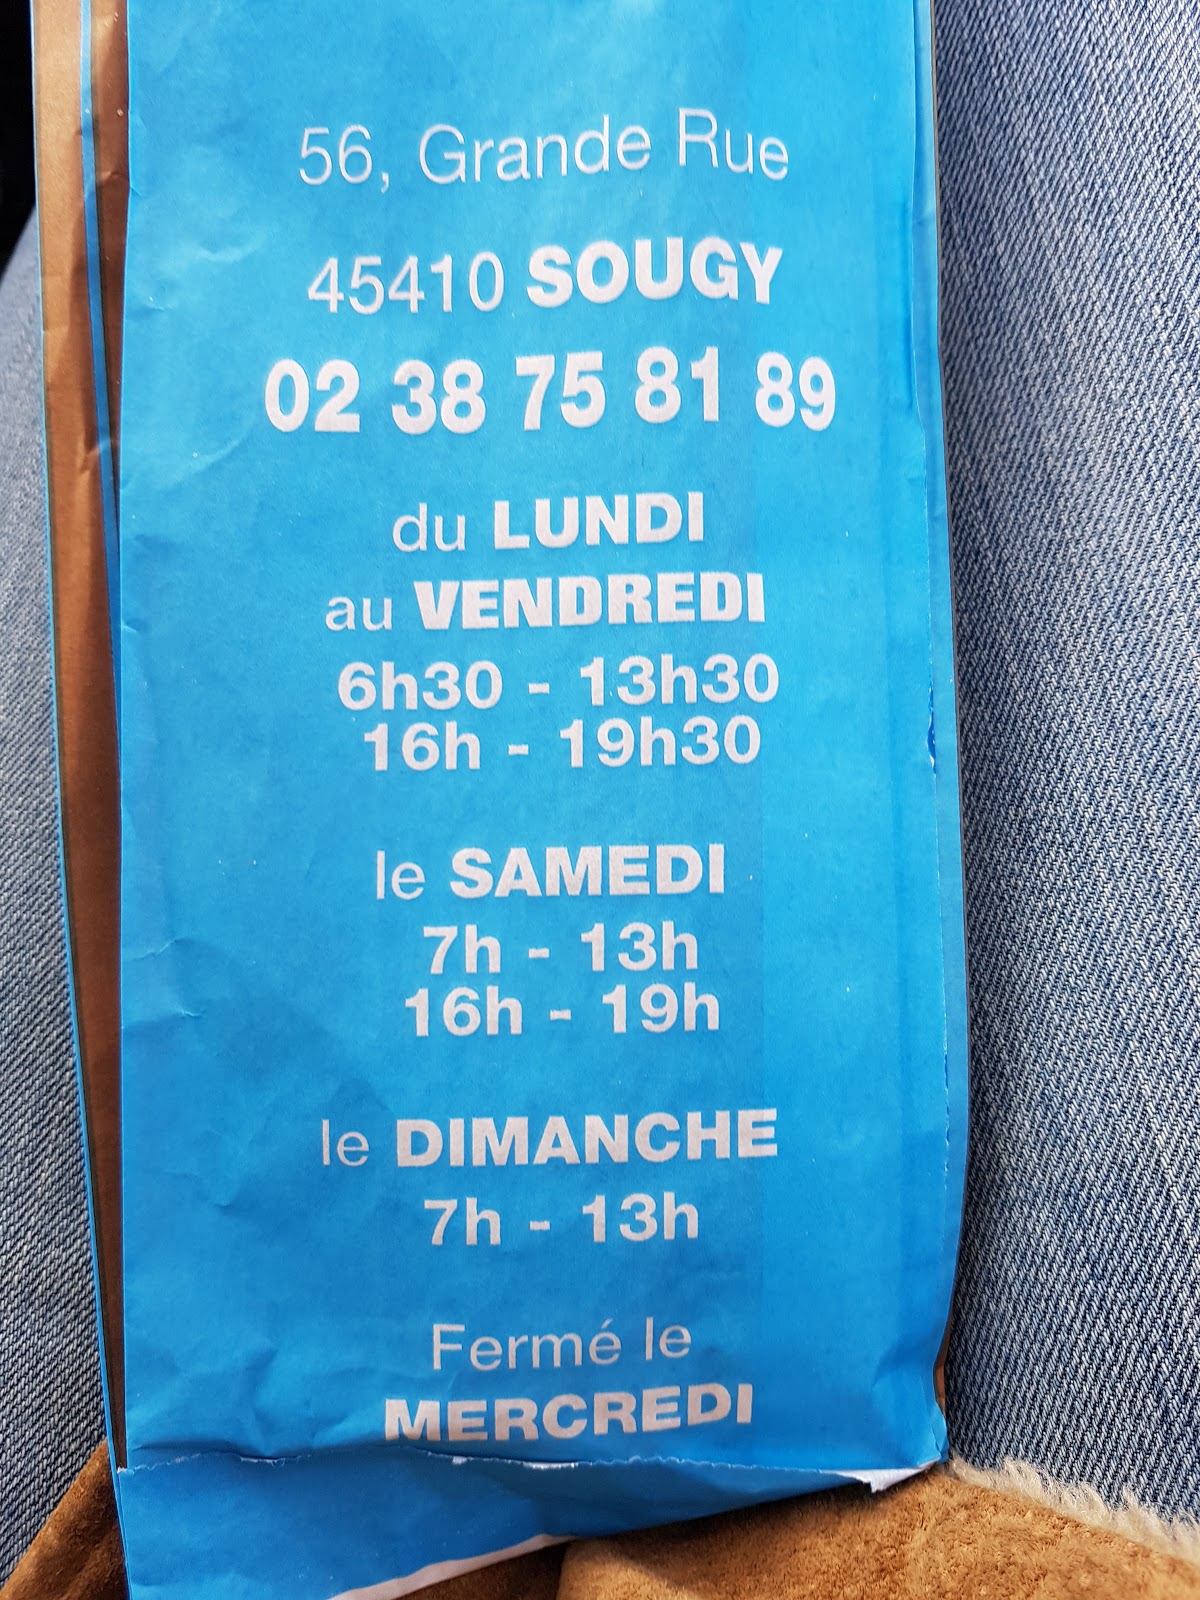 56, Grande Rue
45410 SOUGY
02 38 75 81 89
du LUNDI
au VENDREDI
6h30 - 13h30
16h - 19h30
le SAMEDI
7h - 13h
16h - 19h
le DIMANCHE
7h - 13h
Fermé le
MERCREDI